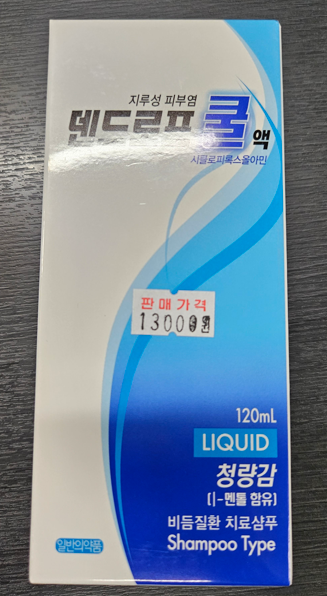 지루성 피부염
덴드로프 쿨 액
시클로피록스올아민
판매가격
13000원
120mL
LIQUID
청량감
(l-멘톨 함유)
비듬질환 치료샴푸
Shampoo Type
일반의약품